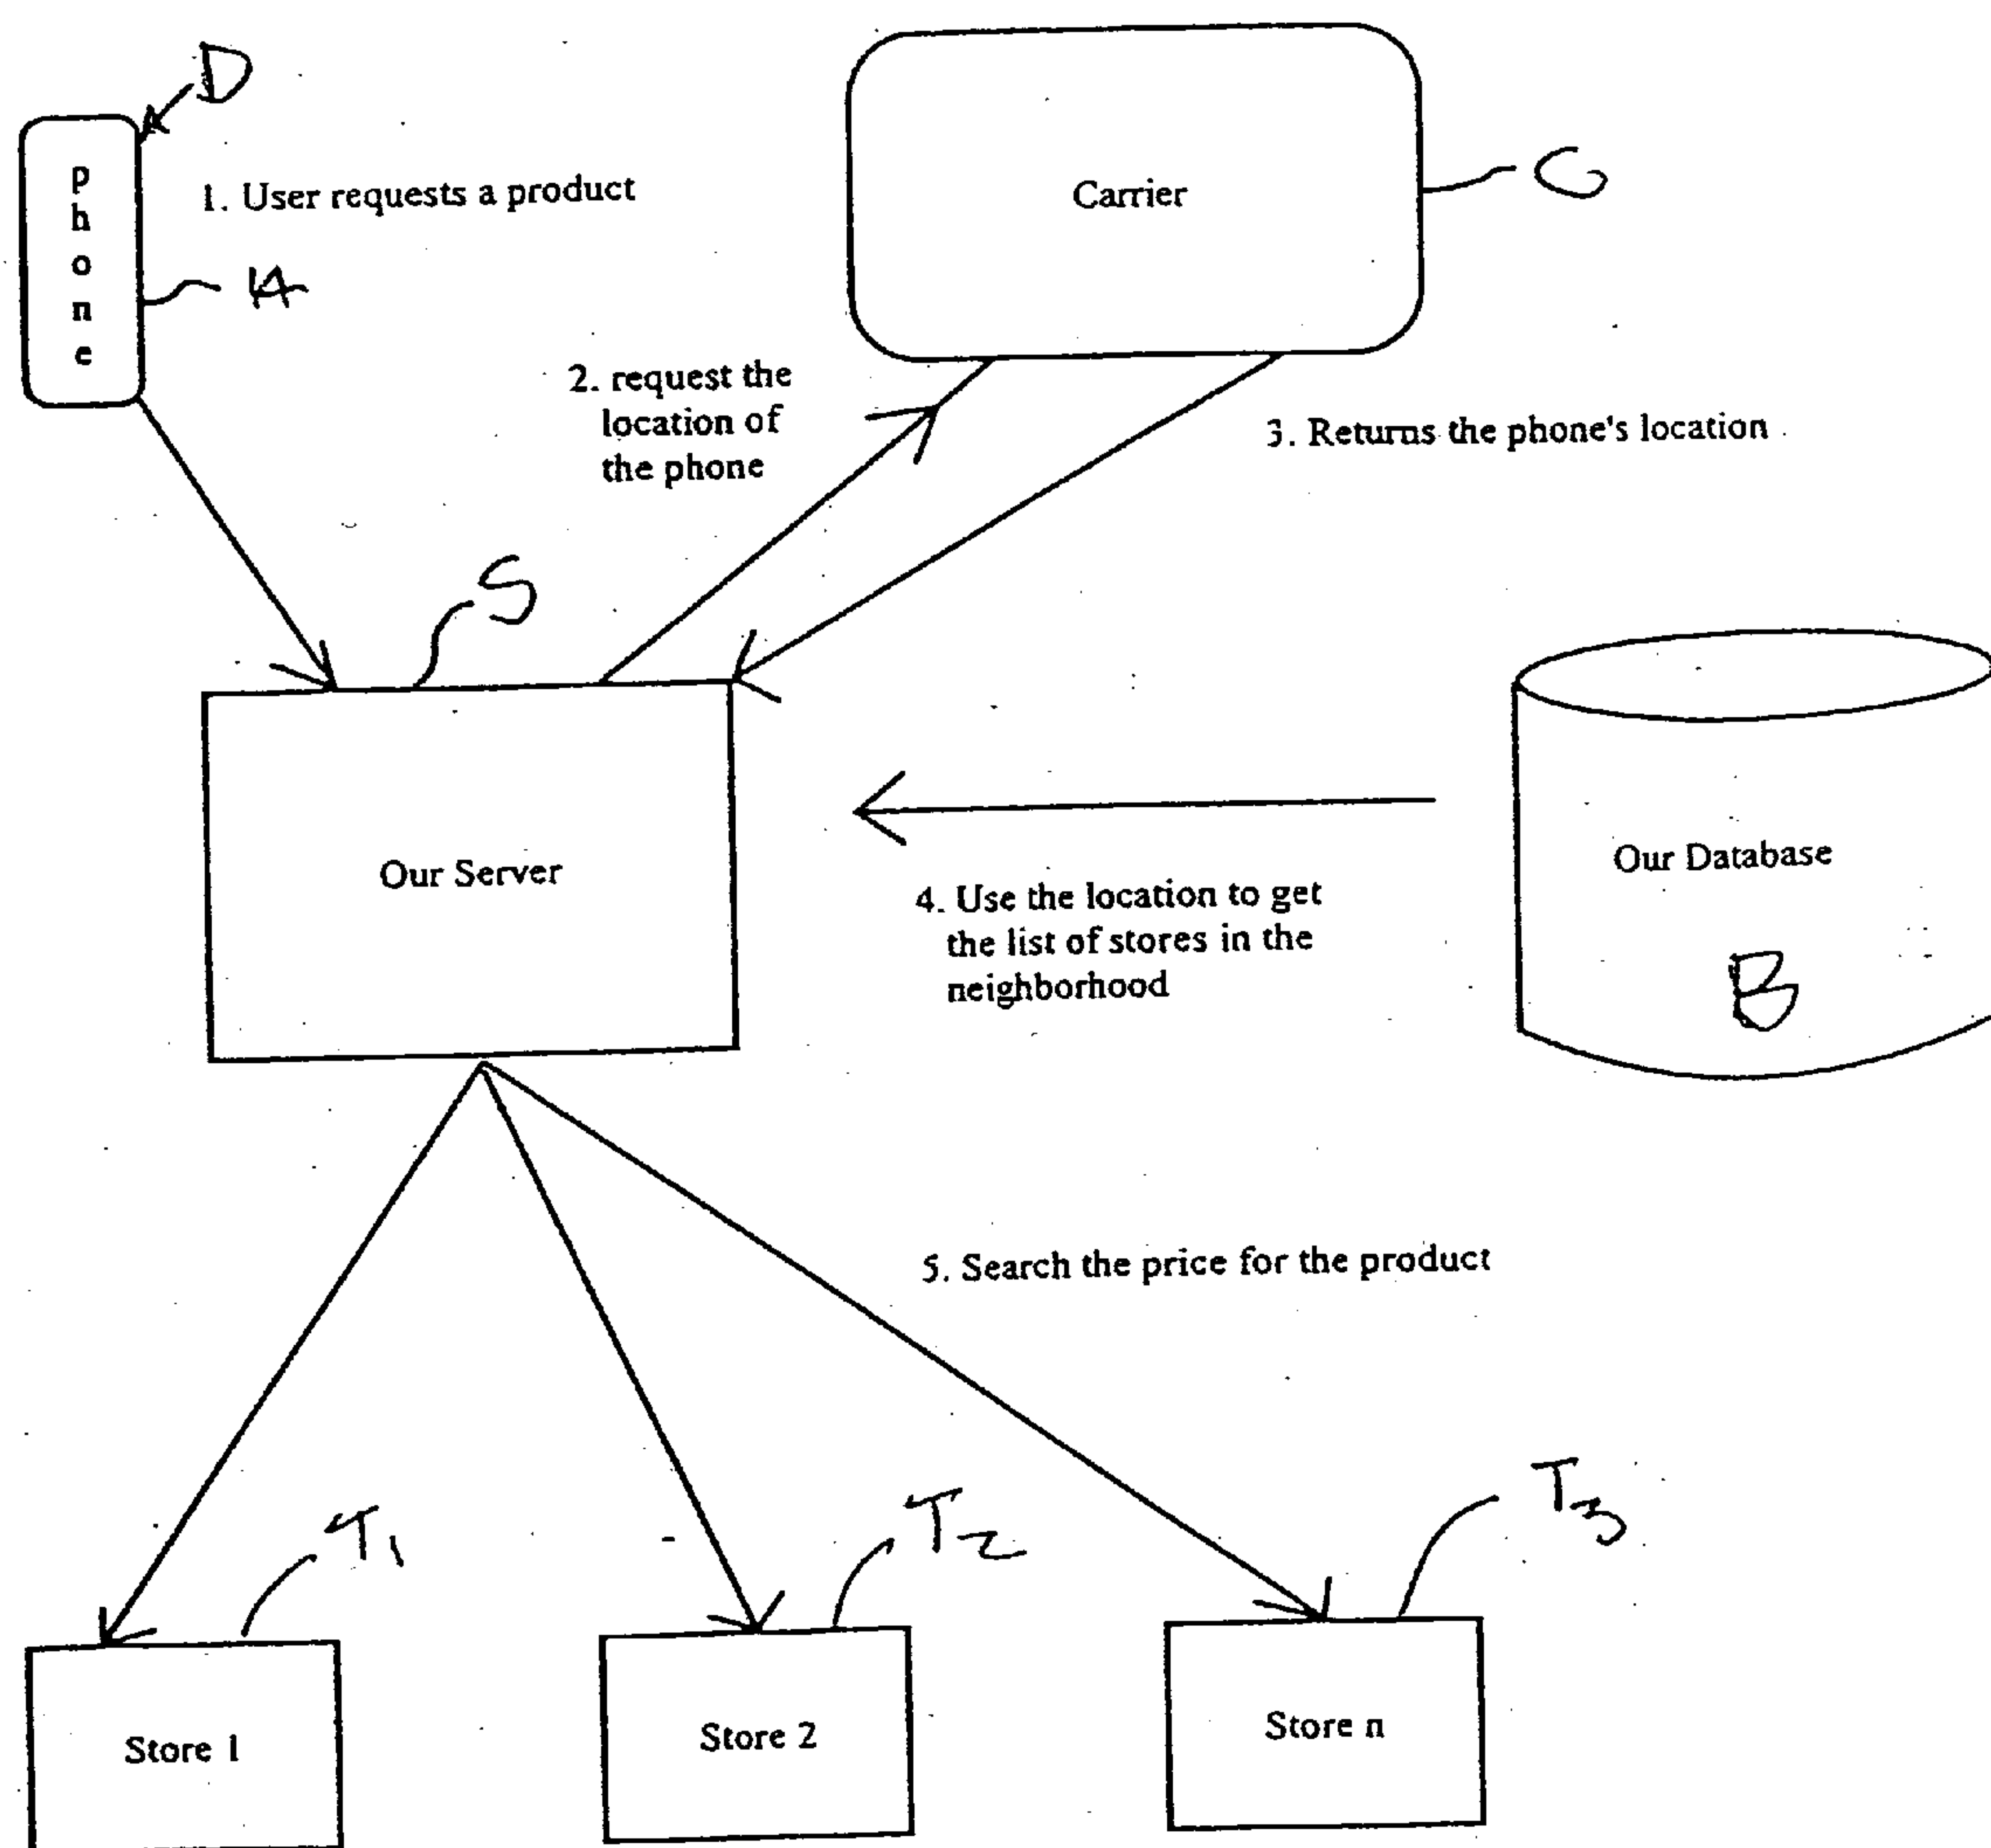 D
phone
1. User requests a product
Carrier
C
2. request the
location of
the phone
3. Returns the phone's location
S
Our Server
Our Database
B
4. Use the location to get
the list of stores in the
neighborhood
5. Search the price for the product
T1
T2
T3
Store 1
Store 2
Store n